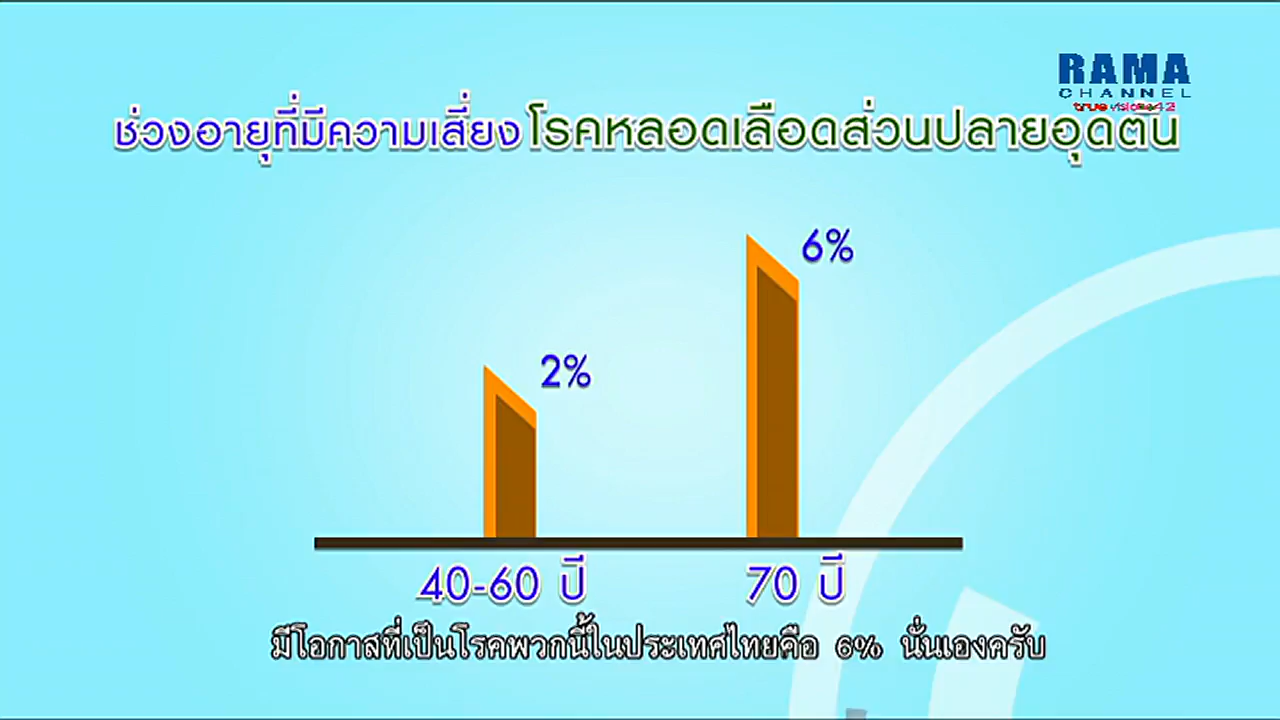 RAMA
CHANNEL
true visions 42
ช่วงอายุที่มีความเสี่ยงโรคหลอดเลือดส่วนปลายอุดตัน
6%
2%
40-60 ปี
70 ปี
มีโอกาสที่เป็นโรคพวกนี้ในประเทศไทยคือ 6% นั่นเองครับ